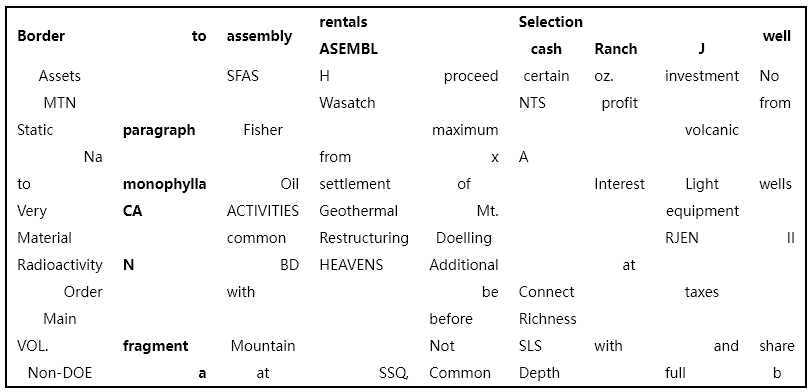 rentals Selection
Border to assembly well
ASEMBL cash Ranch J
Assets SFAS H proceed certain oz. investment No
MTN Wasatch NTS profit from
Static paragraph Fisher maximum volcanic
Na from x A
to monophylla Oil settlement of Interest Light wells
Very CA ACTIVITIES Geothermal Mt. equipment
Material common Restructuring Doelling RJEN II
Radioactivity N BD HEAVENS Additional at
Order with be Connect taxes
Main before Richness
VOL. fragment Mountain Not SLS with and share
Non-DOE a at SSQ, Common Depth full b